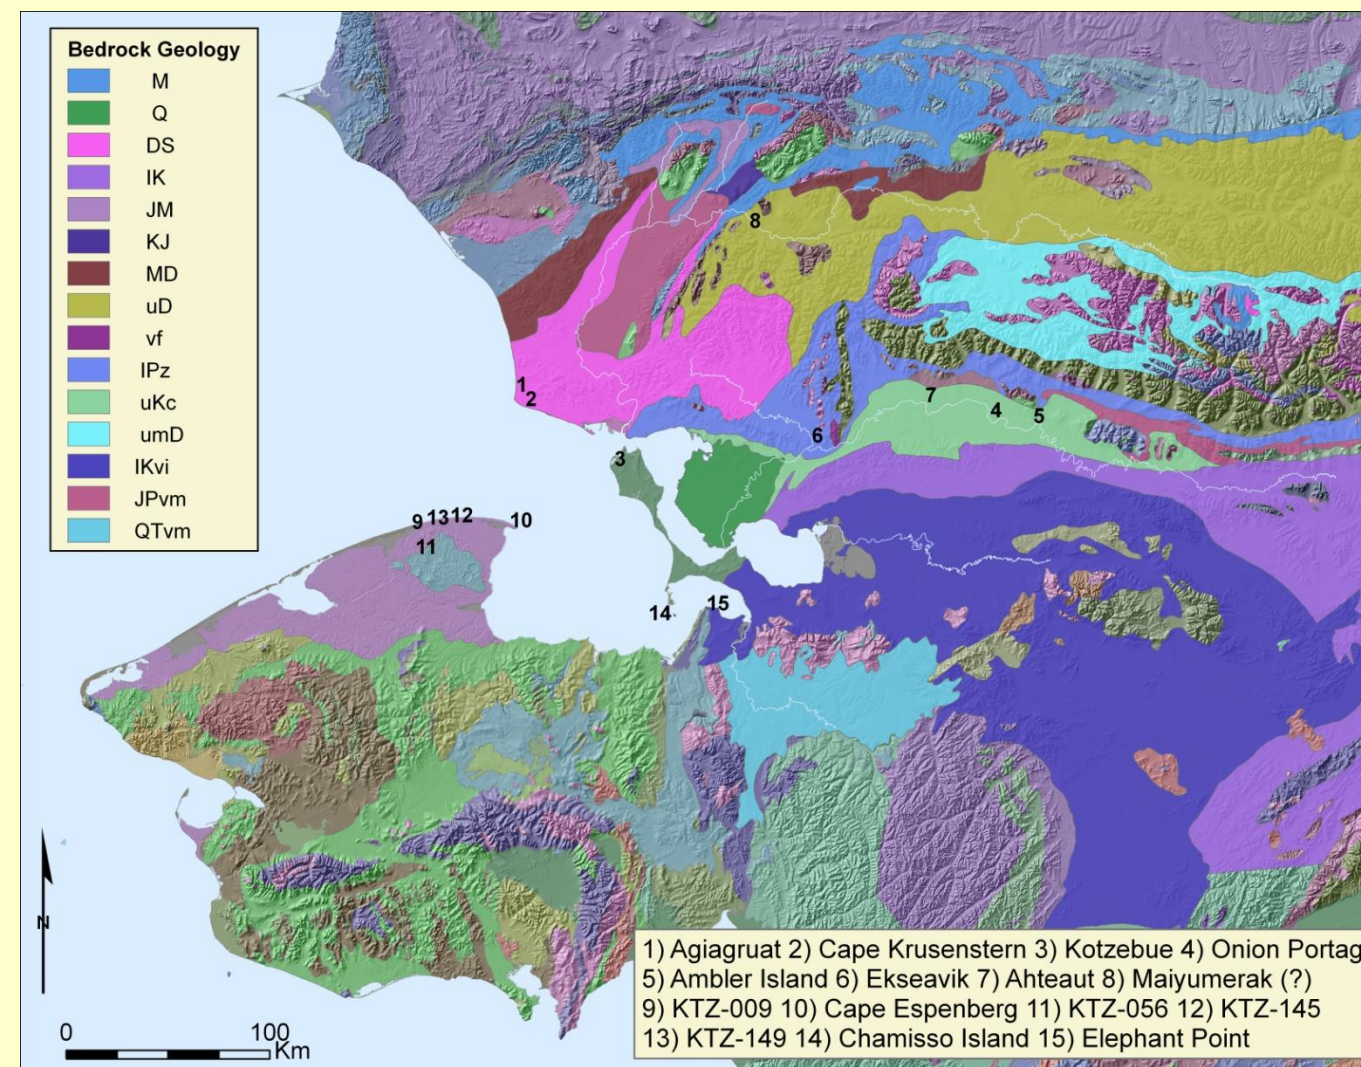 Bedrock Geology
M
Q
DS
IK
JM
KJ
MD
uD
vf
IPz
uKc
umD
IKvi
JPvm
QTvm
8
1
2
7
4
5
6
3
9 13 12
10
11
14
15
N
0 100
Km
1) Agiagruat 2) Cape Krusenstern 3) Kotzebue 4) Onion Portag
5) Ambler Island 6) Ekseavik 7) Ahteaut 8) Maiyumerak (?)
9) KTZ-009 10) Cape Espenberg 11) KTZ-056 12) KTZ-145
13) KTZ-149 14) Chamisso Island 15) Elephant Point